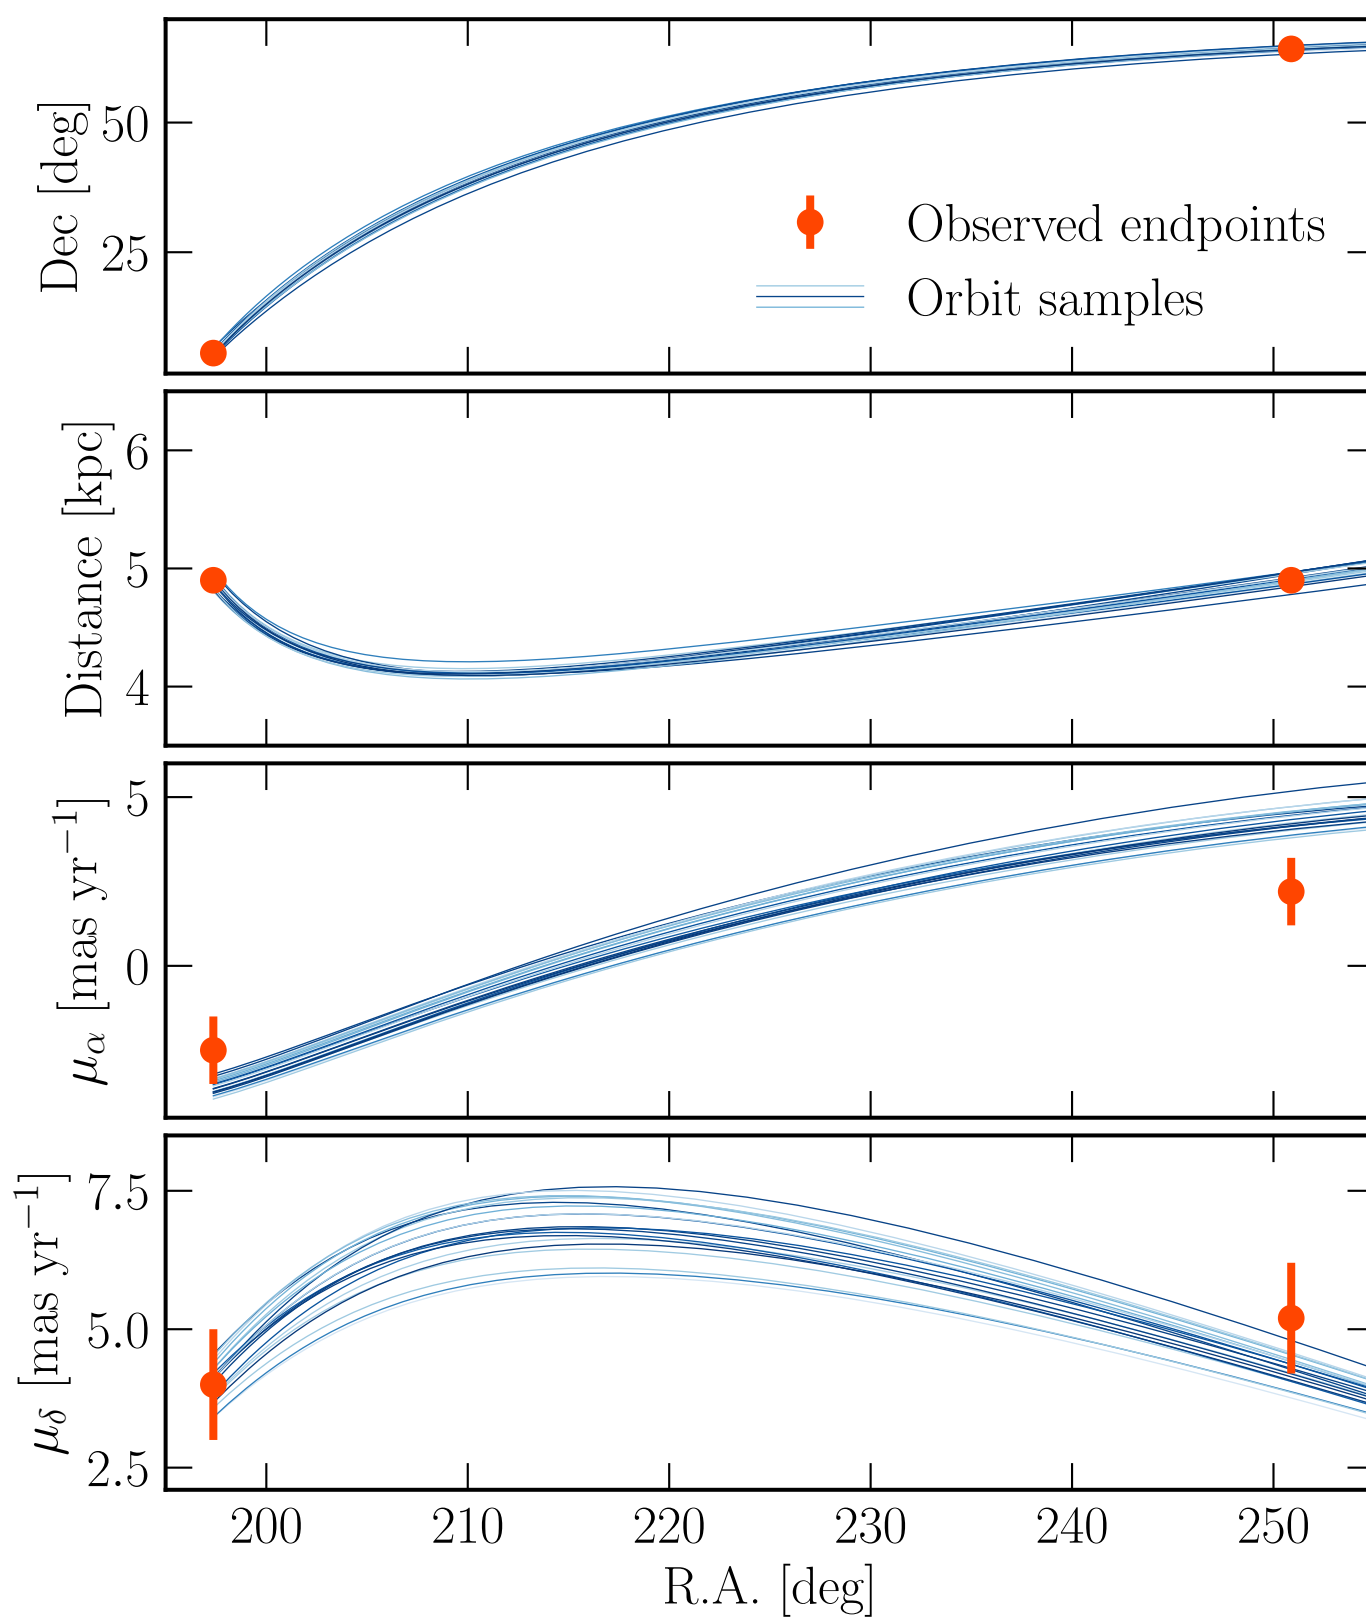 Dec [deg]
50
25
Observed endpoints
Orbit samples
Distance [kpc]
6
5
4
μα [mas yr−1]
5
0
μδ [mas yr−1]
7.5
5.0
2.5
200 210 220 230 240 250
R.A. [deg]